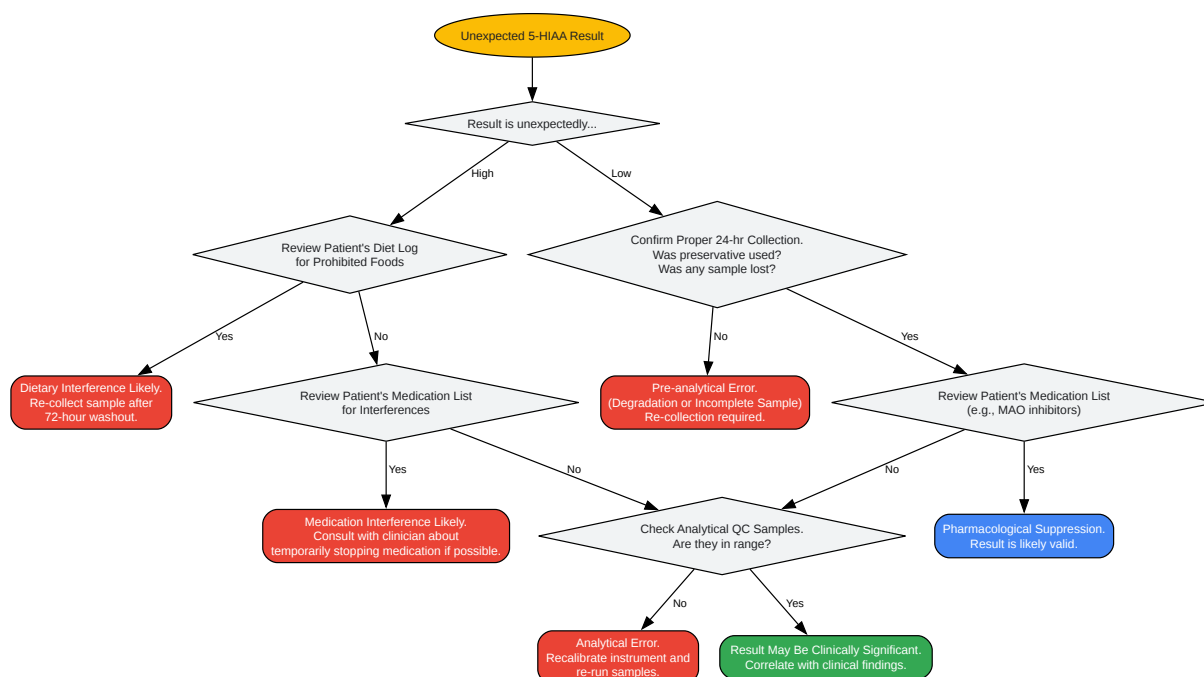 Unexpected 5-HIAA Result
Result is unexpectedly...
High
Low
Review Patient's Diet Log
for Prohibited Foods
Confirm Proper 24-hr Collection.
Was preservative used?
Was any sample lost?
Yes
No
No
Yes
Dietary Interference Likely.
Re-collect sample after
72-hour washout.
Review Patient's Medication List
for Interferences
Pre-analytical Error.
(Degradation or Incomplete Sample)
Re-collection required.
Review Patient's Medication List
(e.g., MAO inhibitors)
Yes
No
No
Yes
Medication Interference Likely.
Consult with clinician about
temporarily stopping medication if possible.
Check Analytical QC Samples.
Are they in range?
Pharmacological Suppression.
Result is likely valid.
No
Yes
Analytical Error.
Recalibrate instrument and
re-run samples.
Result May Be Clinically Significant.
Correlate with clinical findings.